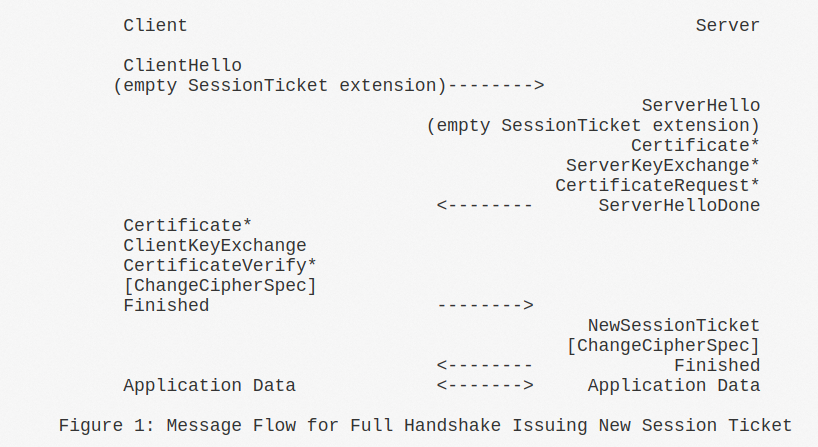 Client Server
ClientHello
(empty SessionTicket extension)-------->
ServerHello
(empty SessionTicket extension)
Certificate*
ServerKeyExchange*
CertificateRequest*
<-------- ServerHelloDone
Certificate*
ClientKeyExchange
CertificateVerify*
[ChangeCipherSpec]
Finished -------->
NewSessionTicket
[ChangeCipherSpec]
<-------- Finished
Application Data <-------> Application Data
Figure 1: Message Flow for Full Handshake Issuing New Session Ticket